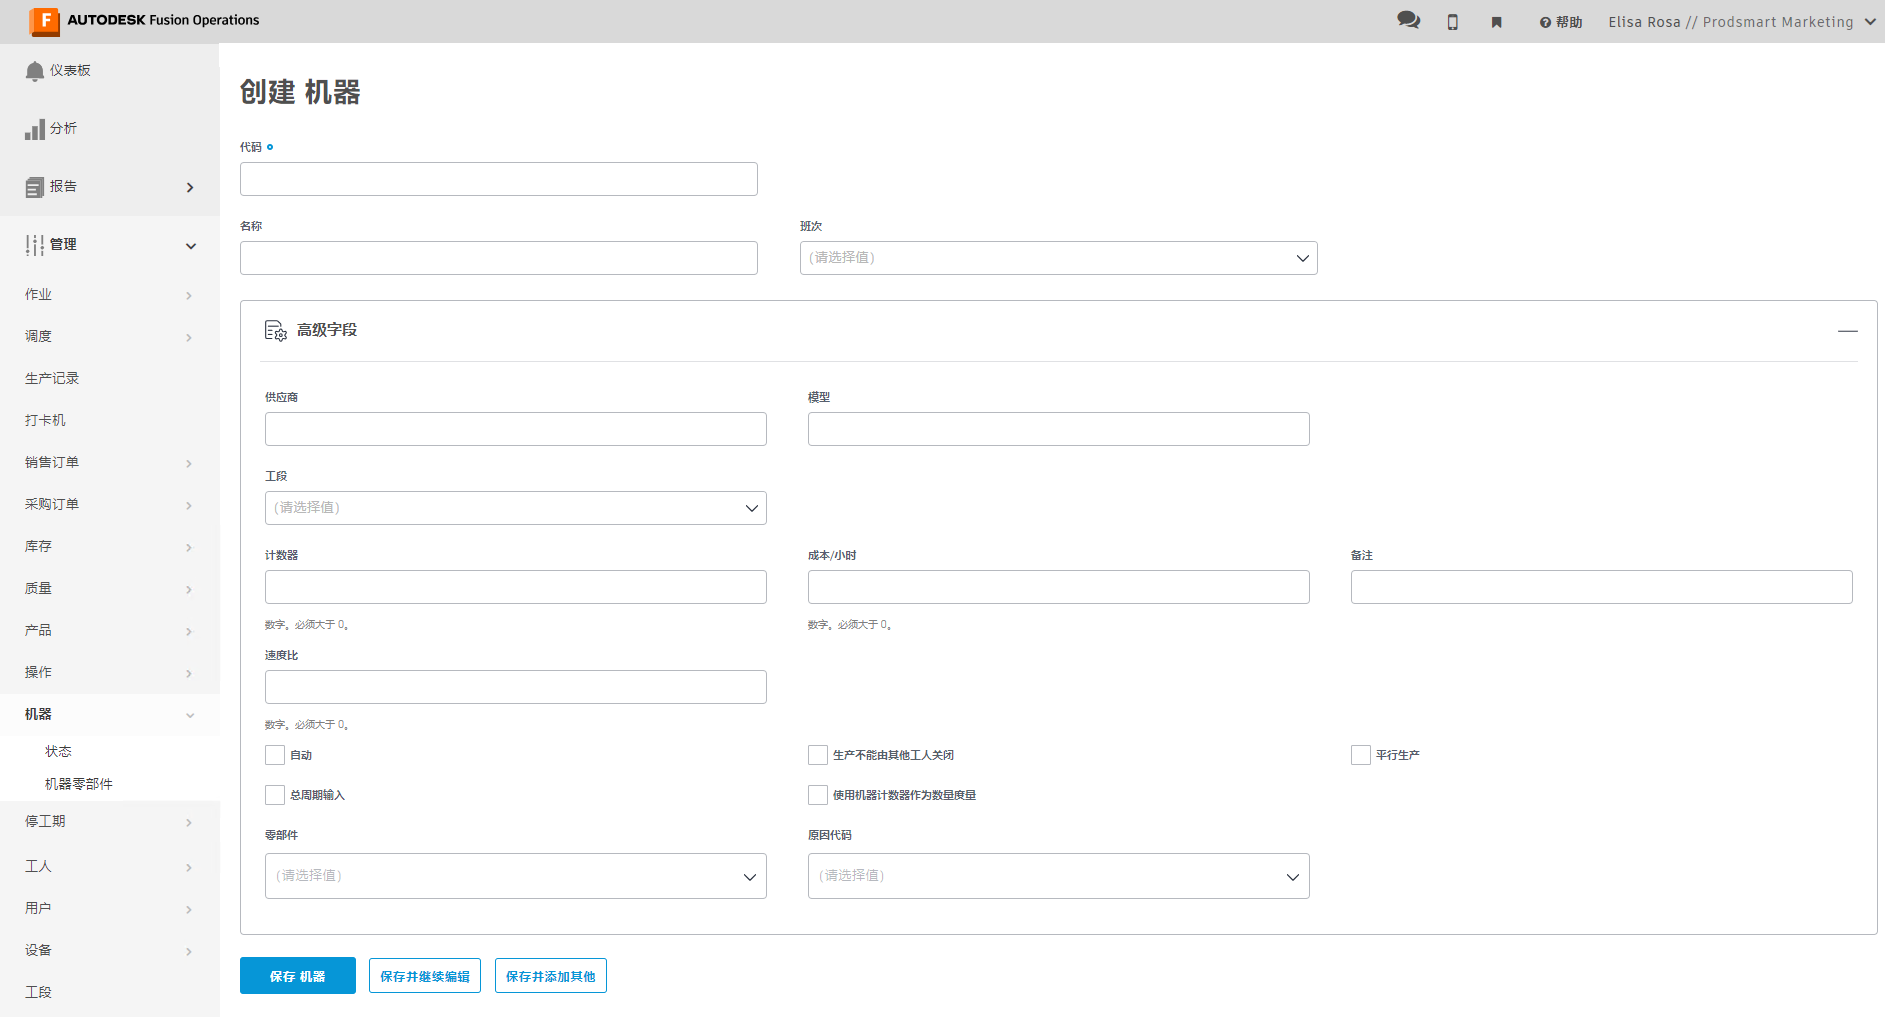 AUTODESK Fusion Operations
帮助
Elisa Rosa // Prodsmart Marketing
仪表板
分析
报告
管理
作业
调度
生产记录
打卡机
销售订单
采购订单
库存
质量
产品
操作
机器
状态
机器零部件
停工期
工人
用户
设备
工段
创建 机器
代码
名称
班次
(请选择值)
高级字段
供应商
模型
工段
(请选择值)
计数器
成本/小时
备注
数字。必须大于 0。
数字。必须大于 0。
速度比
数字。必须大于 0。
自动
生产不能由其他工人关闭
平行生产
总周期输入
使用机器计数器作为数量度量
零部件
原因代码
(请选择值)
(请选择值)
保存 机器
保存并继续编辑
保存并添加其他